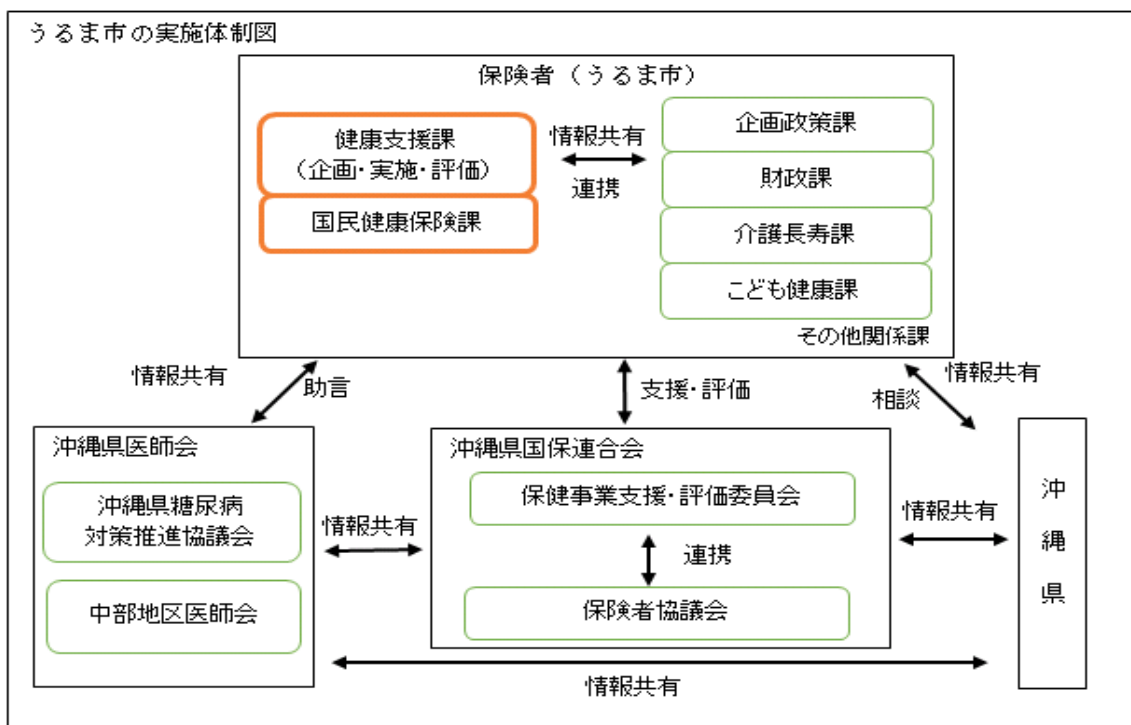 うるま市の実施体制図
保険者（うるま市）
健康支援課
（企画・実施・評価）
国民健康保険課
情報共有
連携
企画政策課
財政課
介護長寿課
こども健康課
その他関係課
情報共有
助言
支援・評価
情報共有
相談
沖縄県医師会
沖縄県糖尿病
対策推進協議会
中部地区医師会
情報共有
沖縄県国保連合会
保健事業支援・評価委員会
連携
保険者協議会
情報共有
沖縄県
情報共有